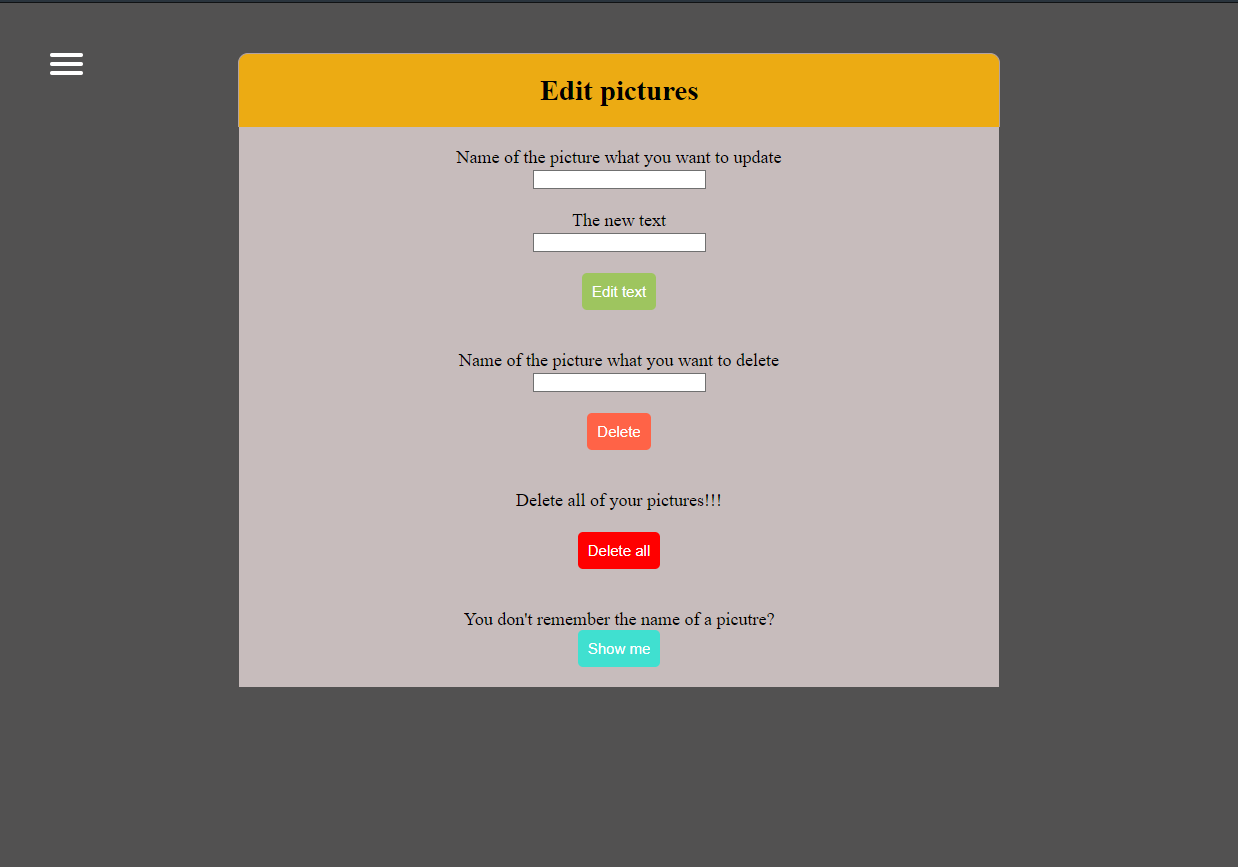 Edit pictures
Name of the picture what you want to update
The new text
Edit text
Name of the picture what you want to delete
Delete
Delete all of your pictures!!!
Delete all
You don't remember the name of a picutre?
Show me